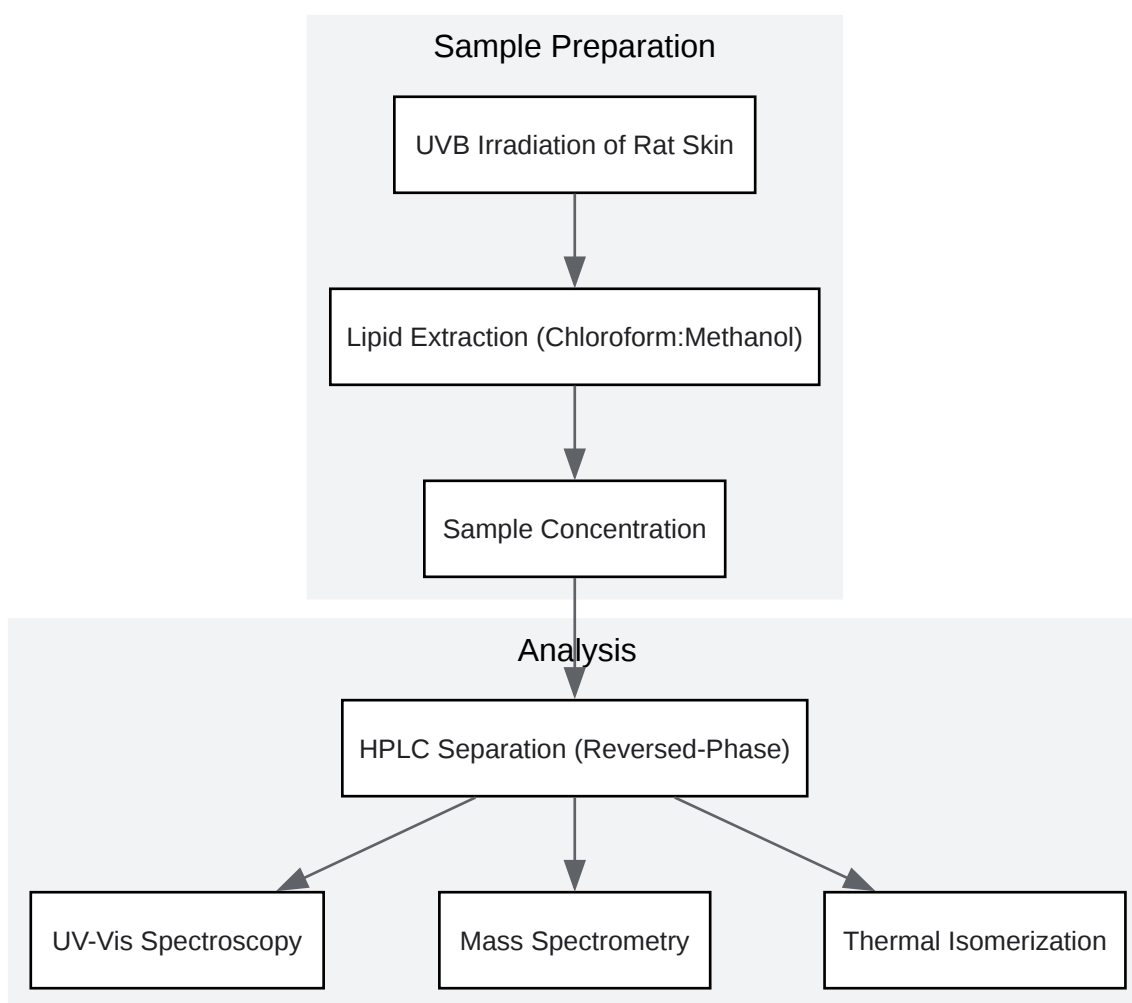 Sample Preparation
UVB Irradiation of Rat Skin
Lipid Extraction (Chloroform:Methanol)
Sample Concentration
Analysis
HPLC Separation (Reversed-Phase)
UV-Vis Spectroscopy
Mass Spectrometry
Thermal Isomerization